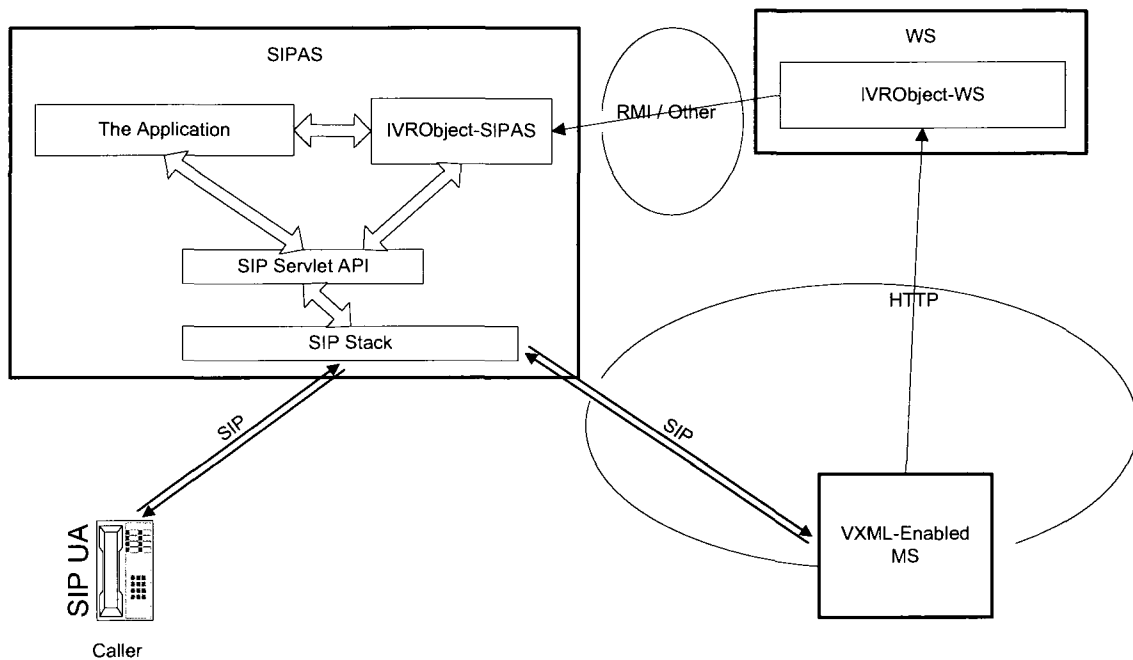 SIPAS
WS
The Application
IVRObject-SIPAS
RMI / Other
IVRObject-WS
SIP Servlet API
SIP Stack
HTTP
SIP
SIP
VXML-Enabled
MS
SIP UA
Caller